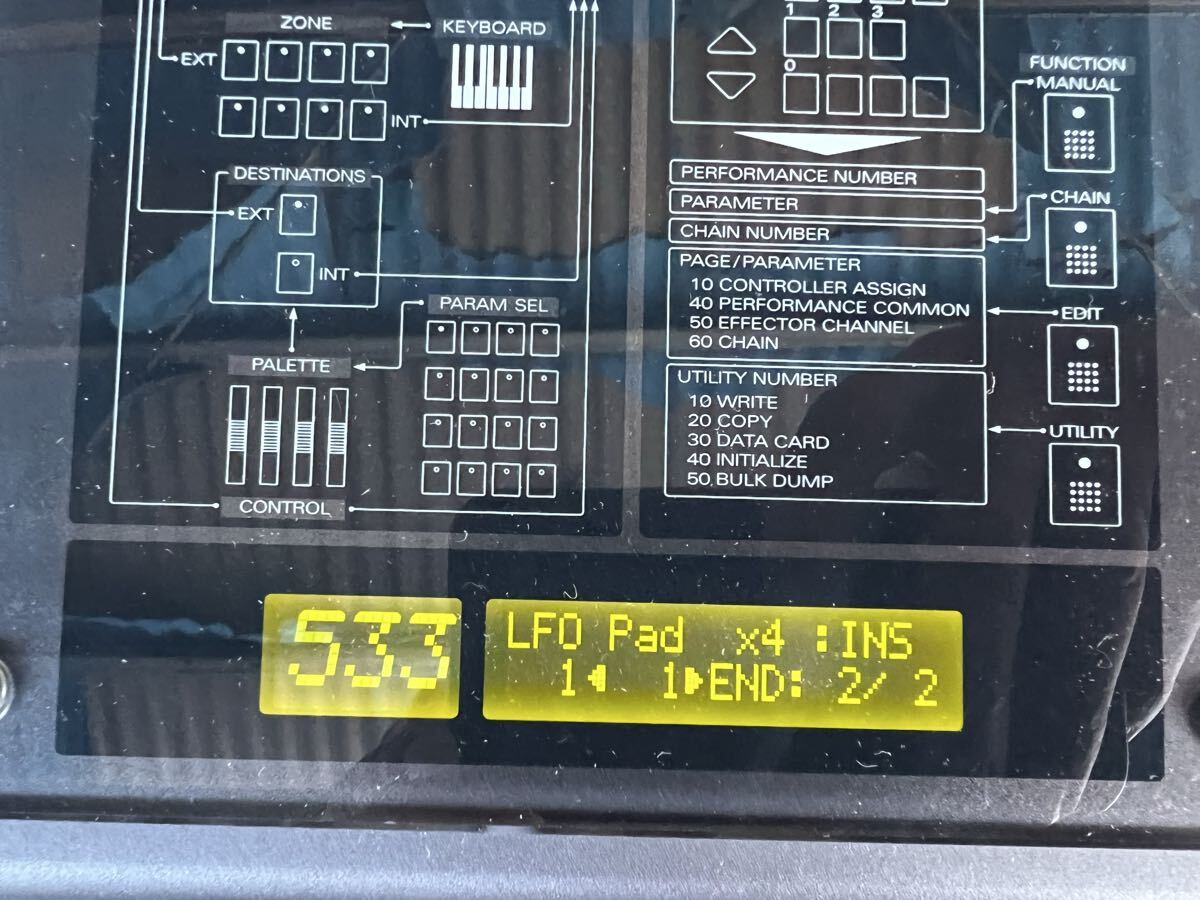 ZONE
KEYBOARD
EXT
INT
DESTINATIONS
EXT
INT
PARAM SEL
PALETTE
CONTROL
1 2 3
0
FUNCTION
MANUAL
PERFORMANCE NUMBER
PARAMETER
CHAIN
CHAIN NUMBER
PAGE/PARAMETER
10 CONTROLLER ASSIGN
40 PERFORMANCE COMMON
50 EFFECTOR CHANNEL
60 CHAIN
EDIT
UTILITY NUMBER
10 WRITE
20 COPY
30 DATA CARD
40 INITIALIZE
50 BULK DUMP
UTILITY
533
LFO Pad x4 :INS
1◀ 1▶END: 2/ 2